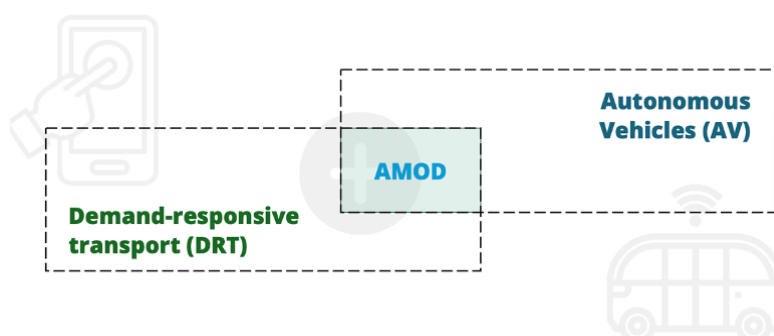 Autonomous
Vehicles (AV)
AMOD
Demand-responsive
transport (DRT)